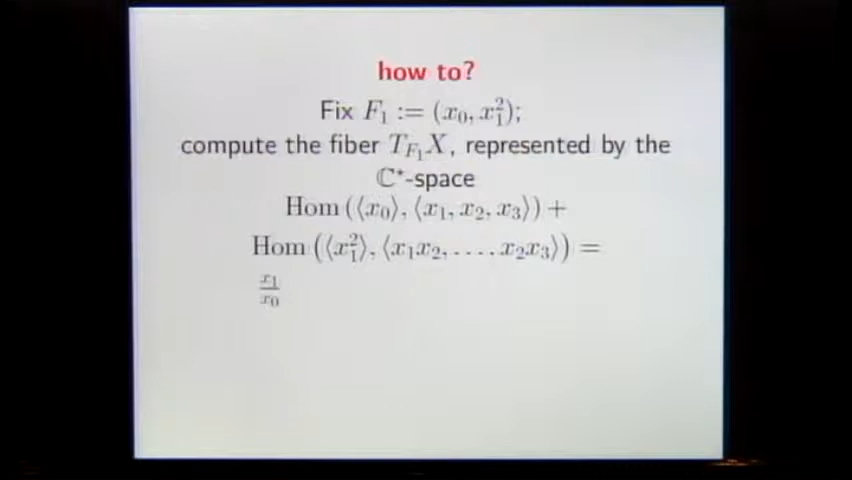 how to?
Fix F₁ := (x₀, x₁²);
compute the fiber T_{F₁}X, represented by the
ℂ*-space
Hom (⟨x₀⟩, ⟨x₁, x₂, x₃⟩) +
Hom (⟨x₁²⟩, ⟨x₁x₂, . . . . x₂x₃⟩) =
x₁
x₀